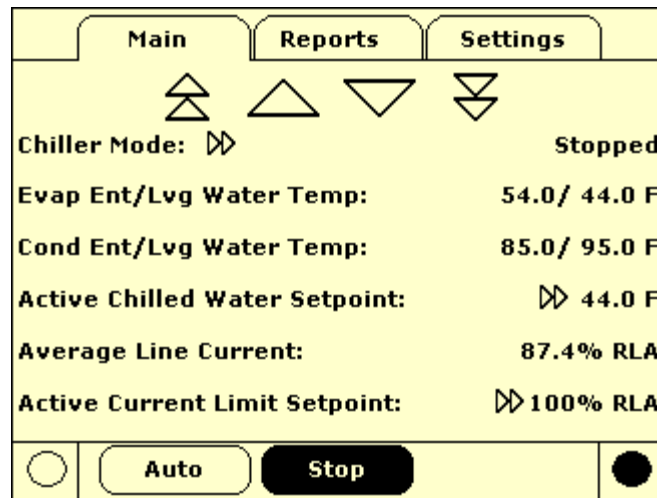 Main Reports Settings
Chiller Mode: Stopped
Evap Ent/Lvg Water Temp: 54.0/ 44.0 F
Cond Ent/Lvg Water Temp: 85.0/ 95.0 F
Active Chilled Water Setpoint: 44.0 F
Average Line Current: 87.4% RLA
Active Current Limit Setpoint: 100% RLA
Auto Stop